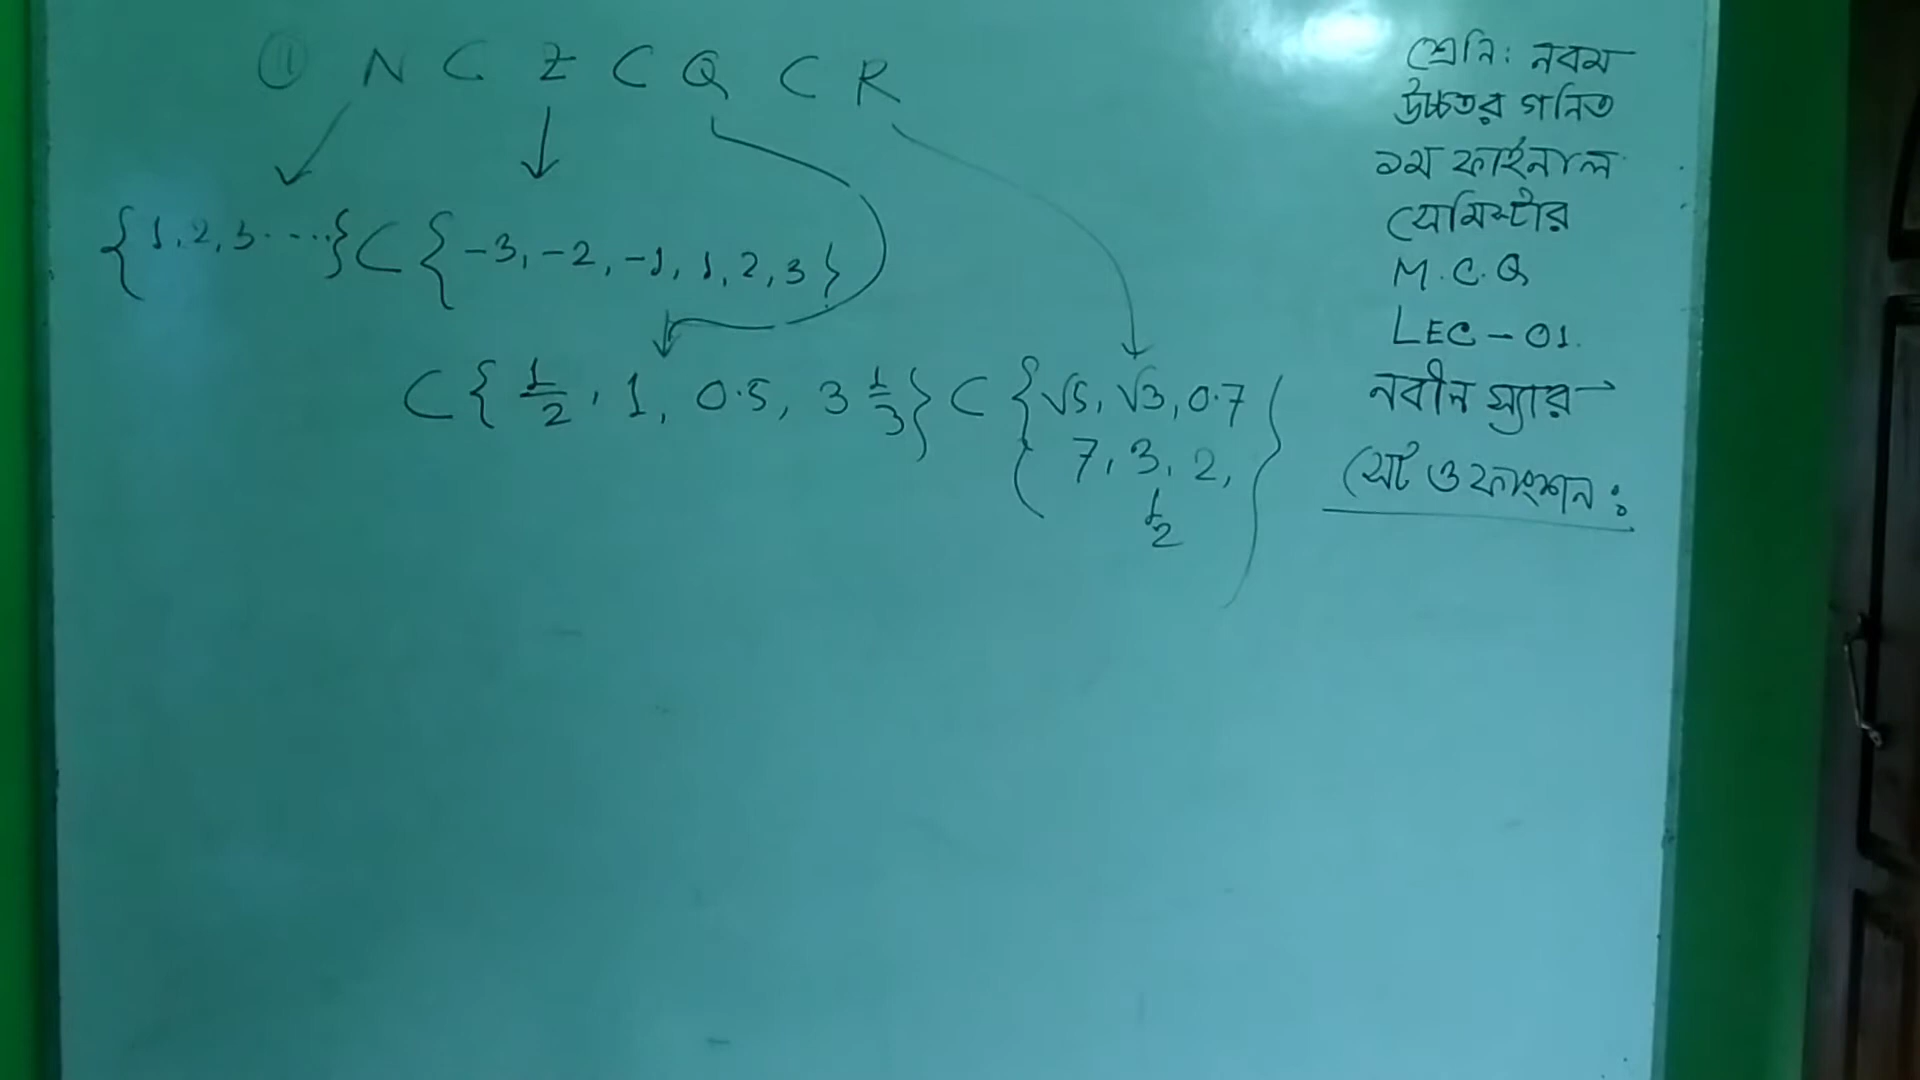 (11) N ⊂ Z ⊂ Q ⊂ R
{1, 2, 3.....} ⊂ {-3, -2, -1, 1, 2, 3}
⊂ {1/2, 1, 0.5, 3 1/3} ⊂ {√5, √3, 0.7
7, 3, 2,
1/2}
শ্রেনি: নবম
উচ্চতর গনিত
১ম ফাইনাল
সেমিস্টার
M.C.Q
LEC-01.
নবীন স্যার
সেট ও ফাংশন: